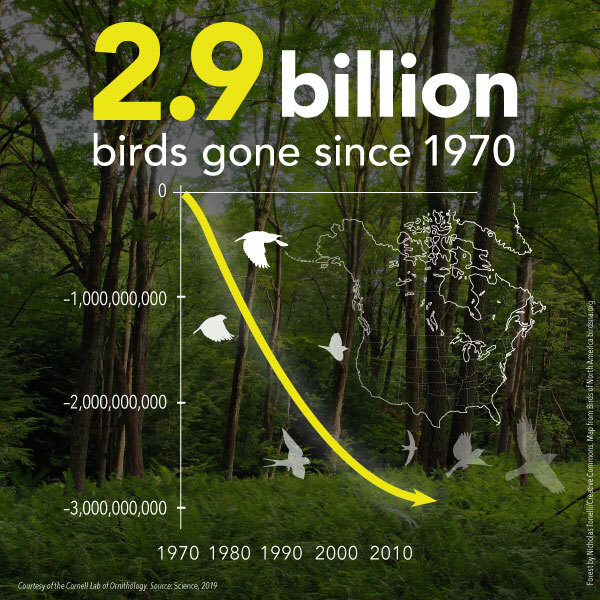 2.9 billion
birds gone since 1970
0
–1,000,000,000
–2,000,000,000
–3,000,000,000
1970 1980 1990 2000 2010
Courtesy of the Cornell Lab of Ornithology. Source: Science, 2019
Forest by Nicholas Tonelli/Creative Commons, Map from Birds of North America birdsna.org